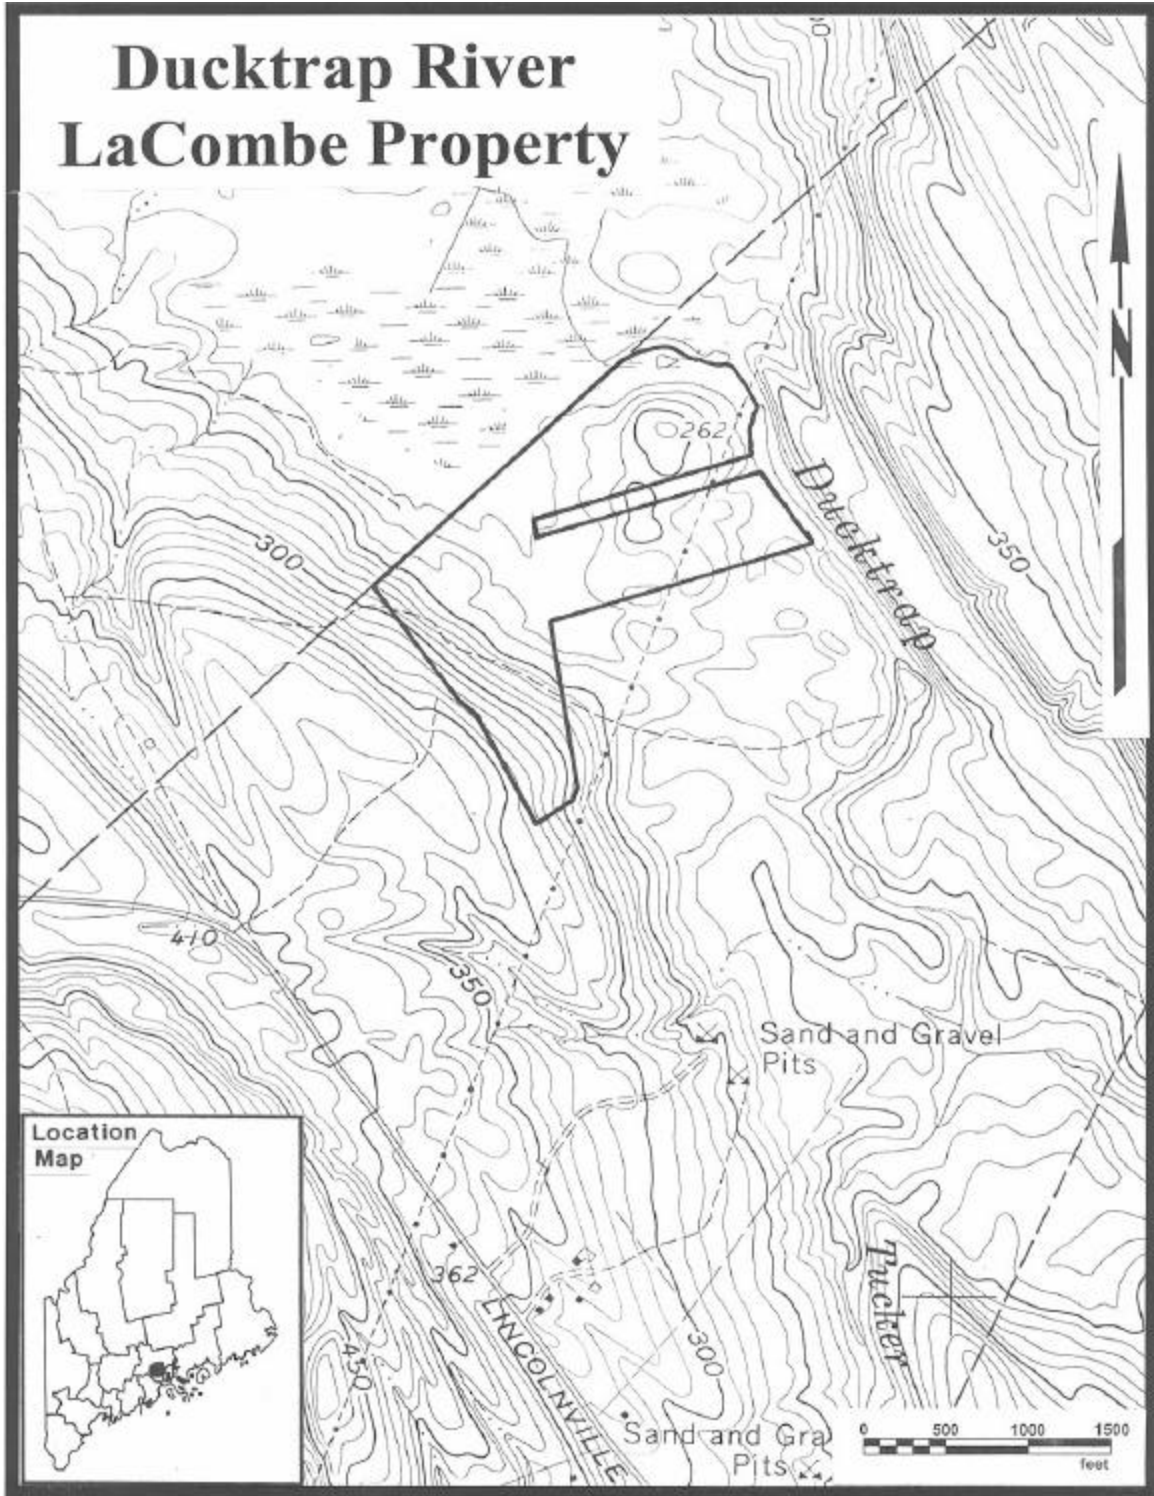 Ducktrap River
LaCombe Property
N
262
Ducktrap
300
350
410
350
Sand and Gravel
Pits
Location
Map
362
LINCOLNVILLE
Tucker
300
450
Sand and Gra
Pits
0 500 1000 1500
feet